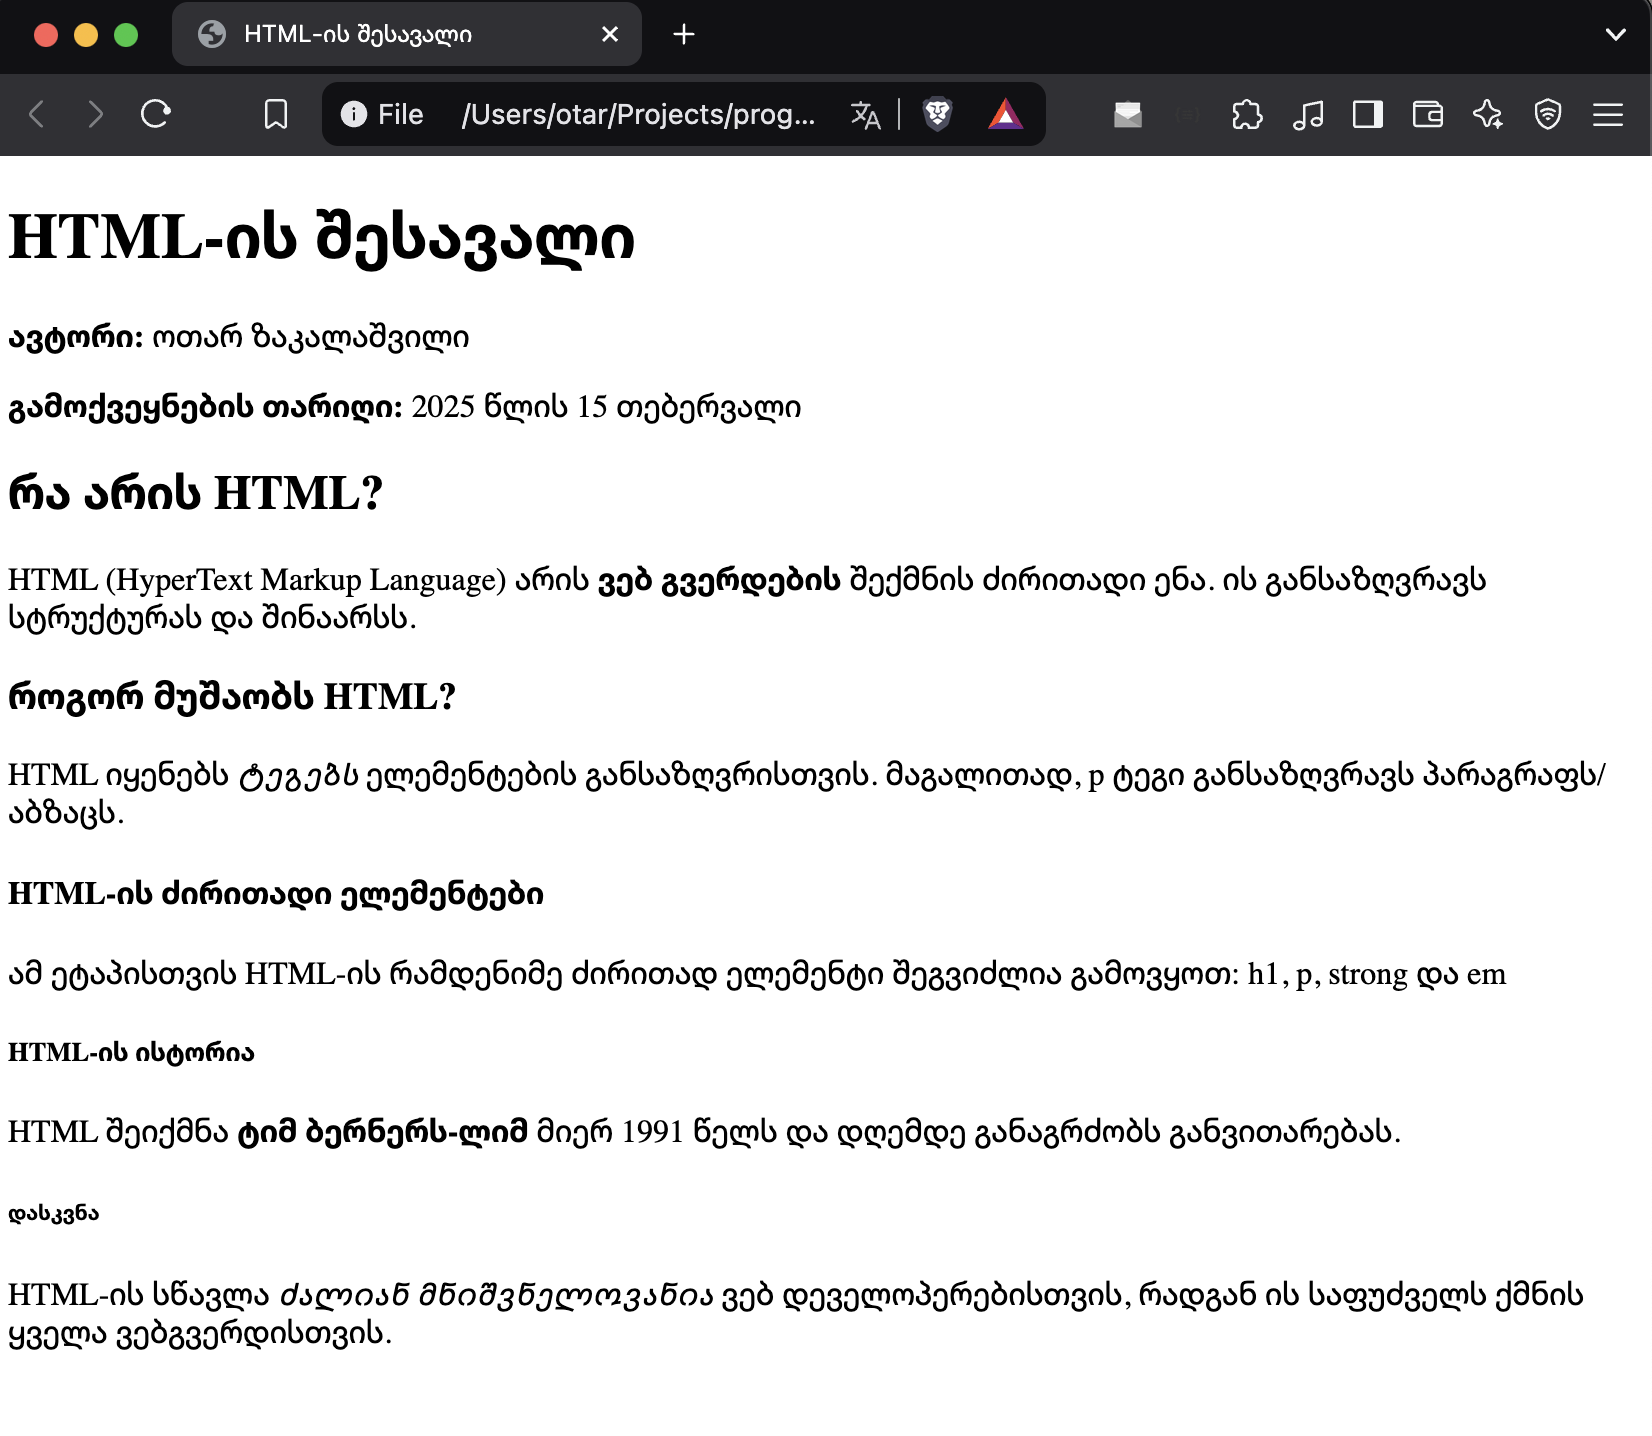 HTML-ის შესავალი
File /Users/otar/Projects/prog...
HTML-ის შესავალი
ავტორი: ოთარ ზაკალაშვილი
გამოქვეყნების თარიღი: 2025 წლის 15 თებერვალი
რა არის HTML?
HTML (HyperText Markup Language) არის ვებ გვერდების შექმნის ძირითადი ენა. ის განსაზღვრავს
სტრუქტურას და შინაარსს.
როგორ მუშაობს HTML?
HTML იყენებს ტეგებს ელემენტების განსაზღვრისთვის. მაგალითად, p ტეგი განსაზღვრავს პარაგრაფს/
აბზაცს.
HTML-ის ძირითადი ელემენტები
ამ ეტაპისთვის HTML-ის რამდენიმე ძირითად ელემენტი შეგვიძლია გამოვყოთ: h1, p, strong და em
HTML-ის ისტორია
HTML შეიქმნა ტიმ ბერნერს-ლიმ მიერ 1991 წელს და დღემდე განაგრძობს განვითარებას.
დასკვნა
HTML-ის სწავლა ძალიან მნიშვნელოვანია ვებ დეველოპერებისთვის, რადგან ის საფუძველს ქმნის
ყველა ვებგვერდისთვის.